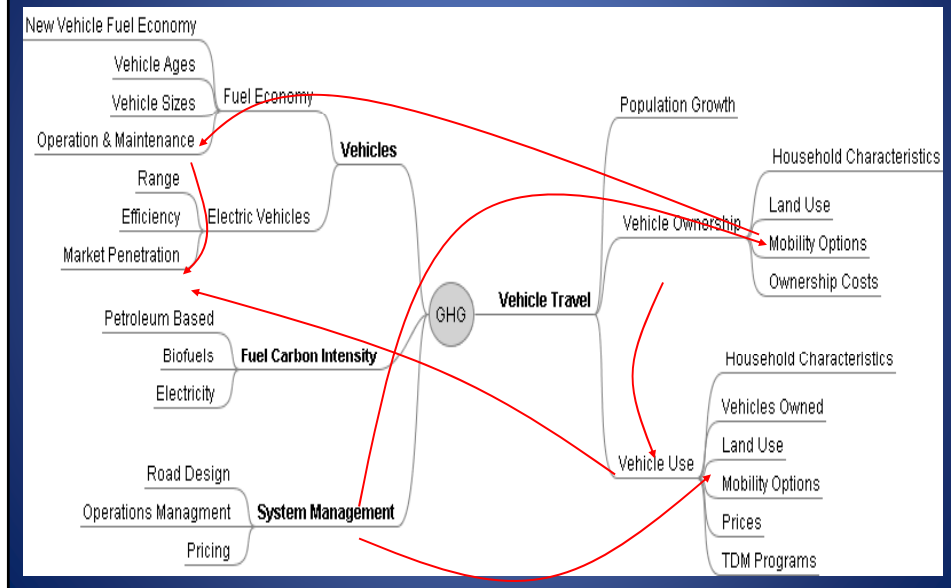 New Vehicle Fuel Economy
Vehicle Ages
Vehicle Sizes
Operation & Maintenance
Fuel Economy
Range
Efficiency
Market Penetration
Electric Vehicles
Vehicles
Petroleum Based
Biofuels
Electricity
Fuel Carbon Intensity
Road Design
Operations Managment
Pricing
System Management
GHG
Vehicle Travel
Population Growth
Vehicle Ownership
Household Characteristics
Land Use
Mobility Options
Ownership Costs
Vehicle Use
Household Characteristics
Vehicles Owned
Land Use
Mobility Options
Prices
TDM Programs